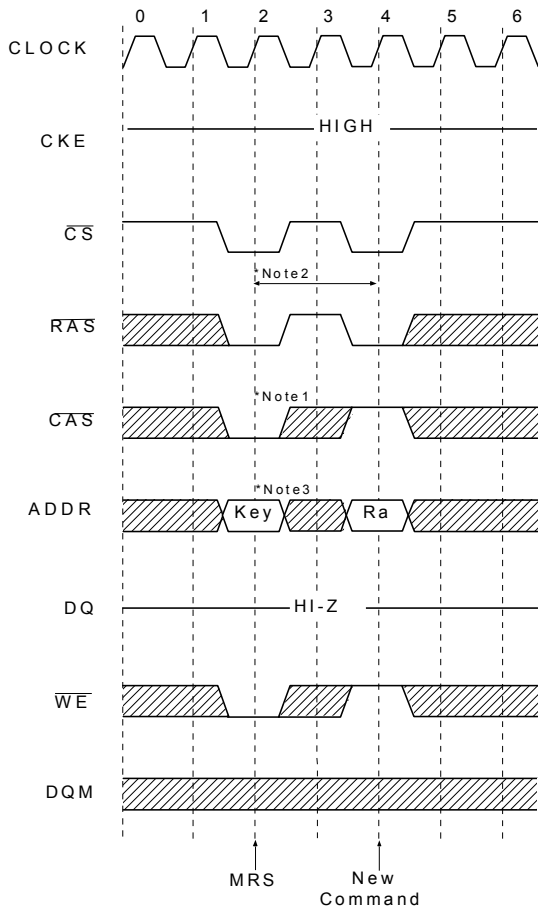 0 1 2 3 4 5 6
CLOCK
HIGH
CKE
CS
*Note2
RAS
*Note1
CAS
*Note3
ADDR Key Ra
DQ HI-Z
WE
DQM
MRS New
Command